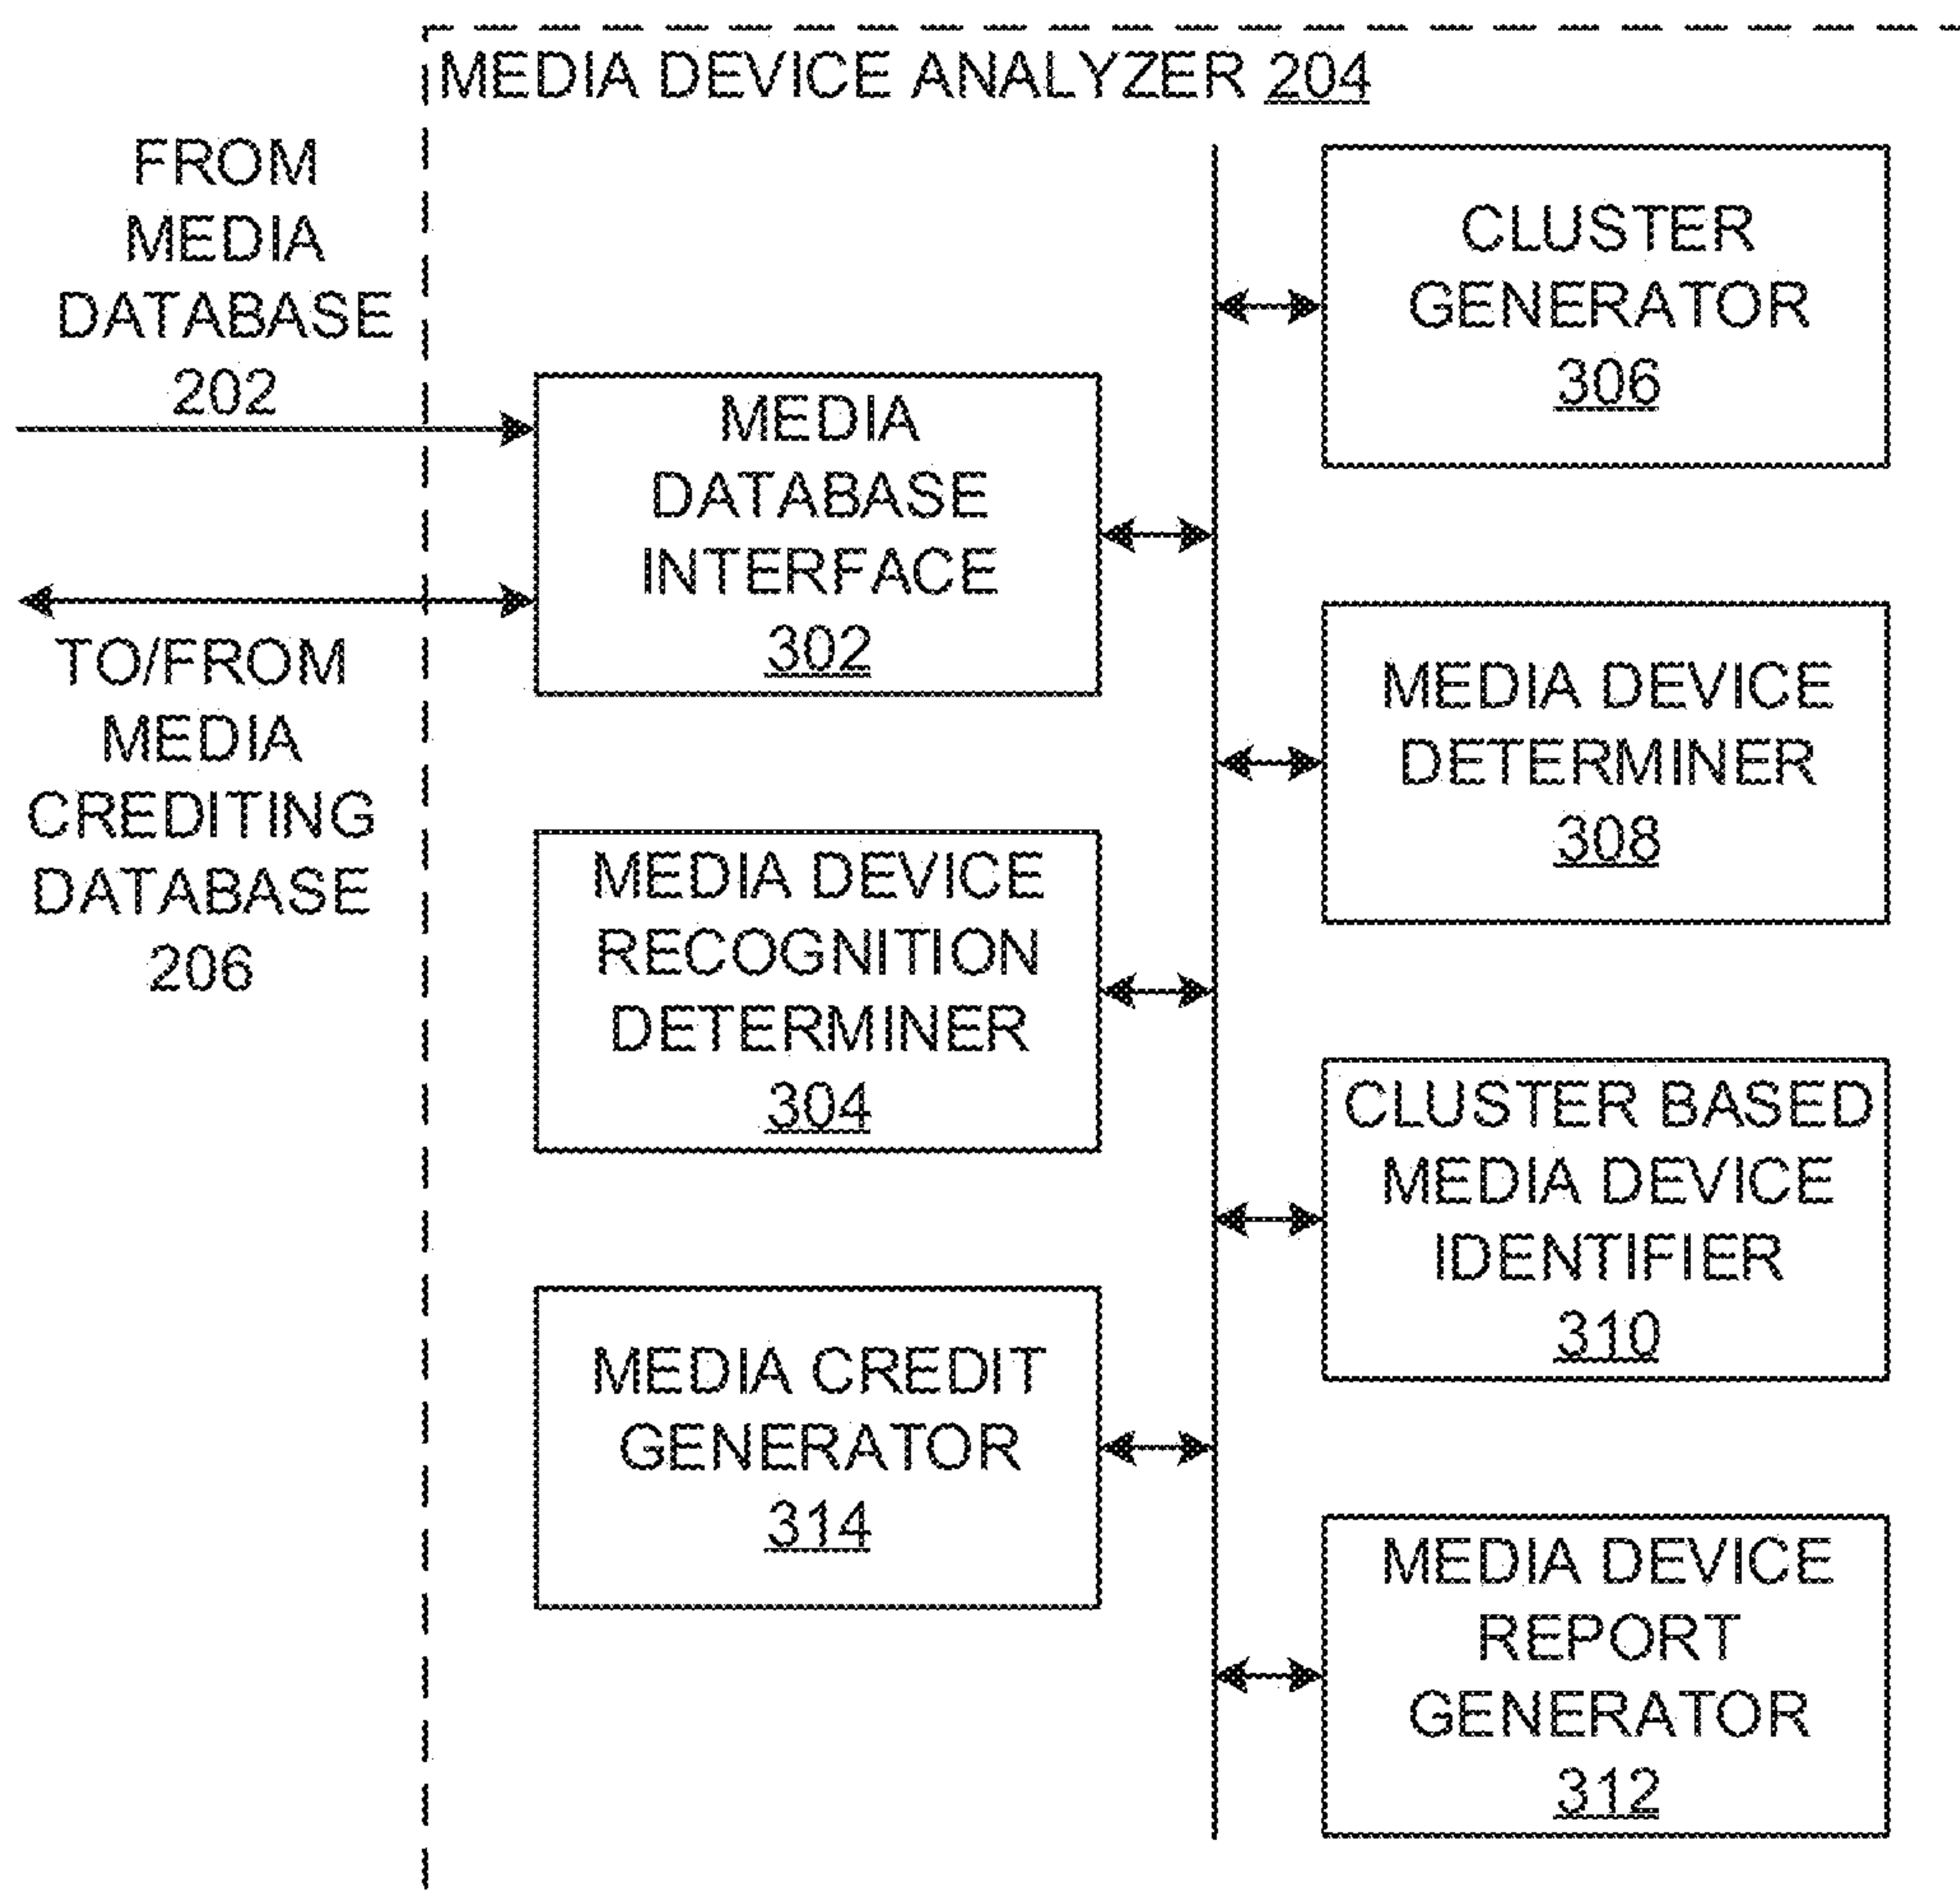 MEDIA DEVICE ANALYZER 204
FROM
MEDIA
DATABASE
202
TO/FROM
MEDIA
CREDITING
DATABASE
206
MEDIA
DATABASE
INTERFACE
302
MEDIA DEVICE
RECOGNITION
DETERMINER
304
MEDIA CREDIT
GENERATOR
314
CLUSTER
GENERATOR
306
MEDIA DEVICE
DETERMINER
308
CLUSTER BASED
MEDIA DEVICE
IDENTIFIER
310
MEDIA DEVICE
REPORT
GENERATOR
312